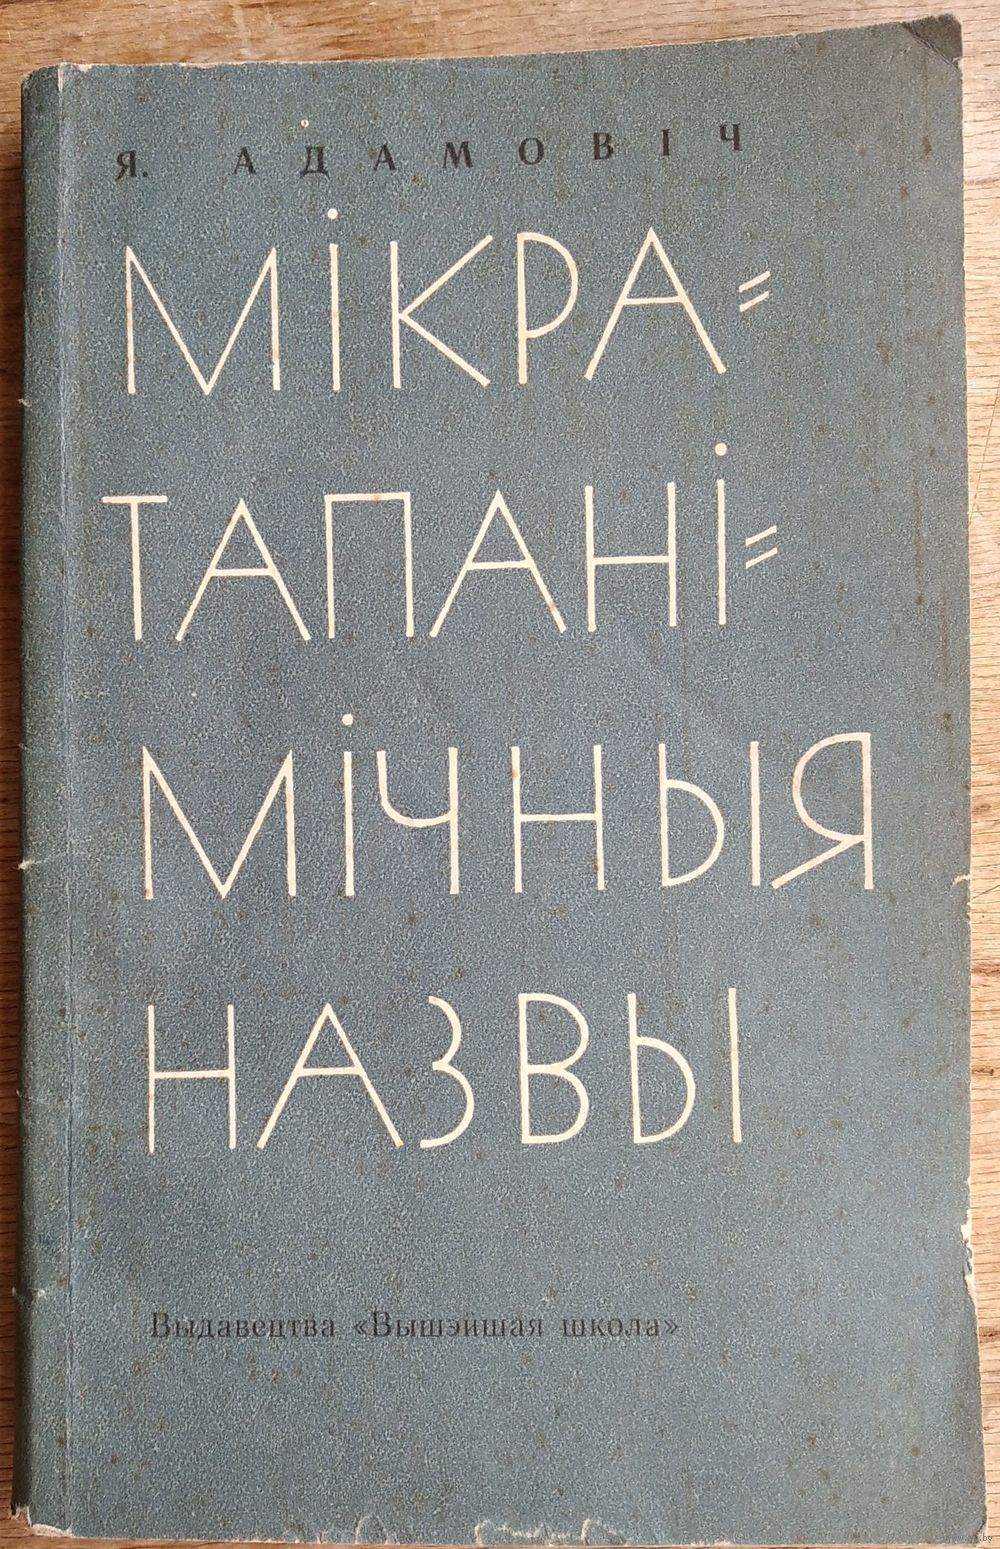 Я. АДАМОВІЧ
МІКРА=
ТАПАНІ=
МІЧНЫЯ
НАЗВЫ
Выдавецтва «Вышэйшая школа»